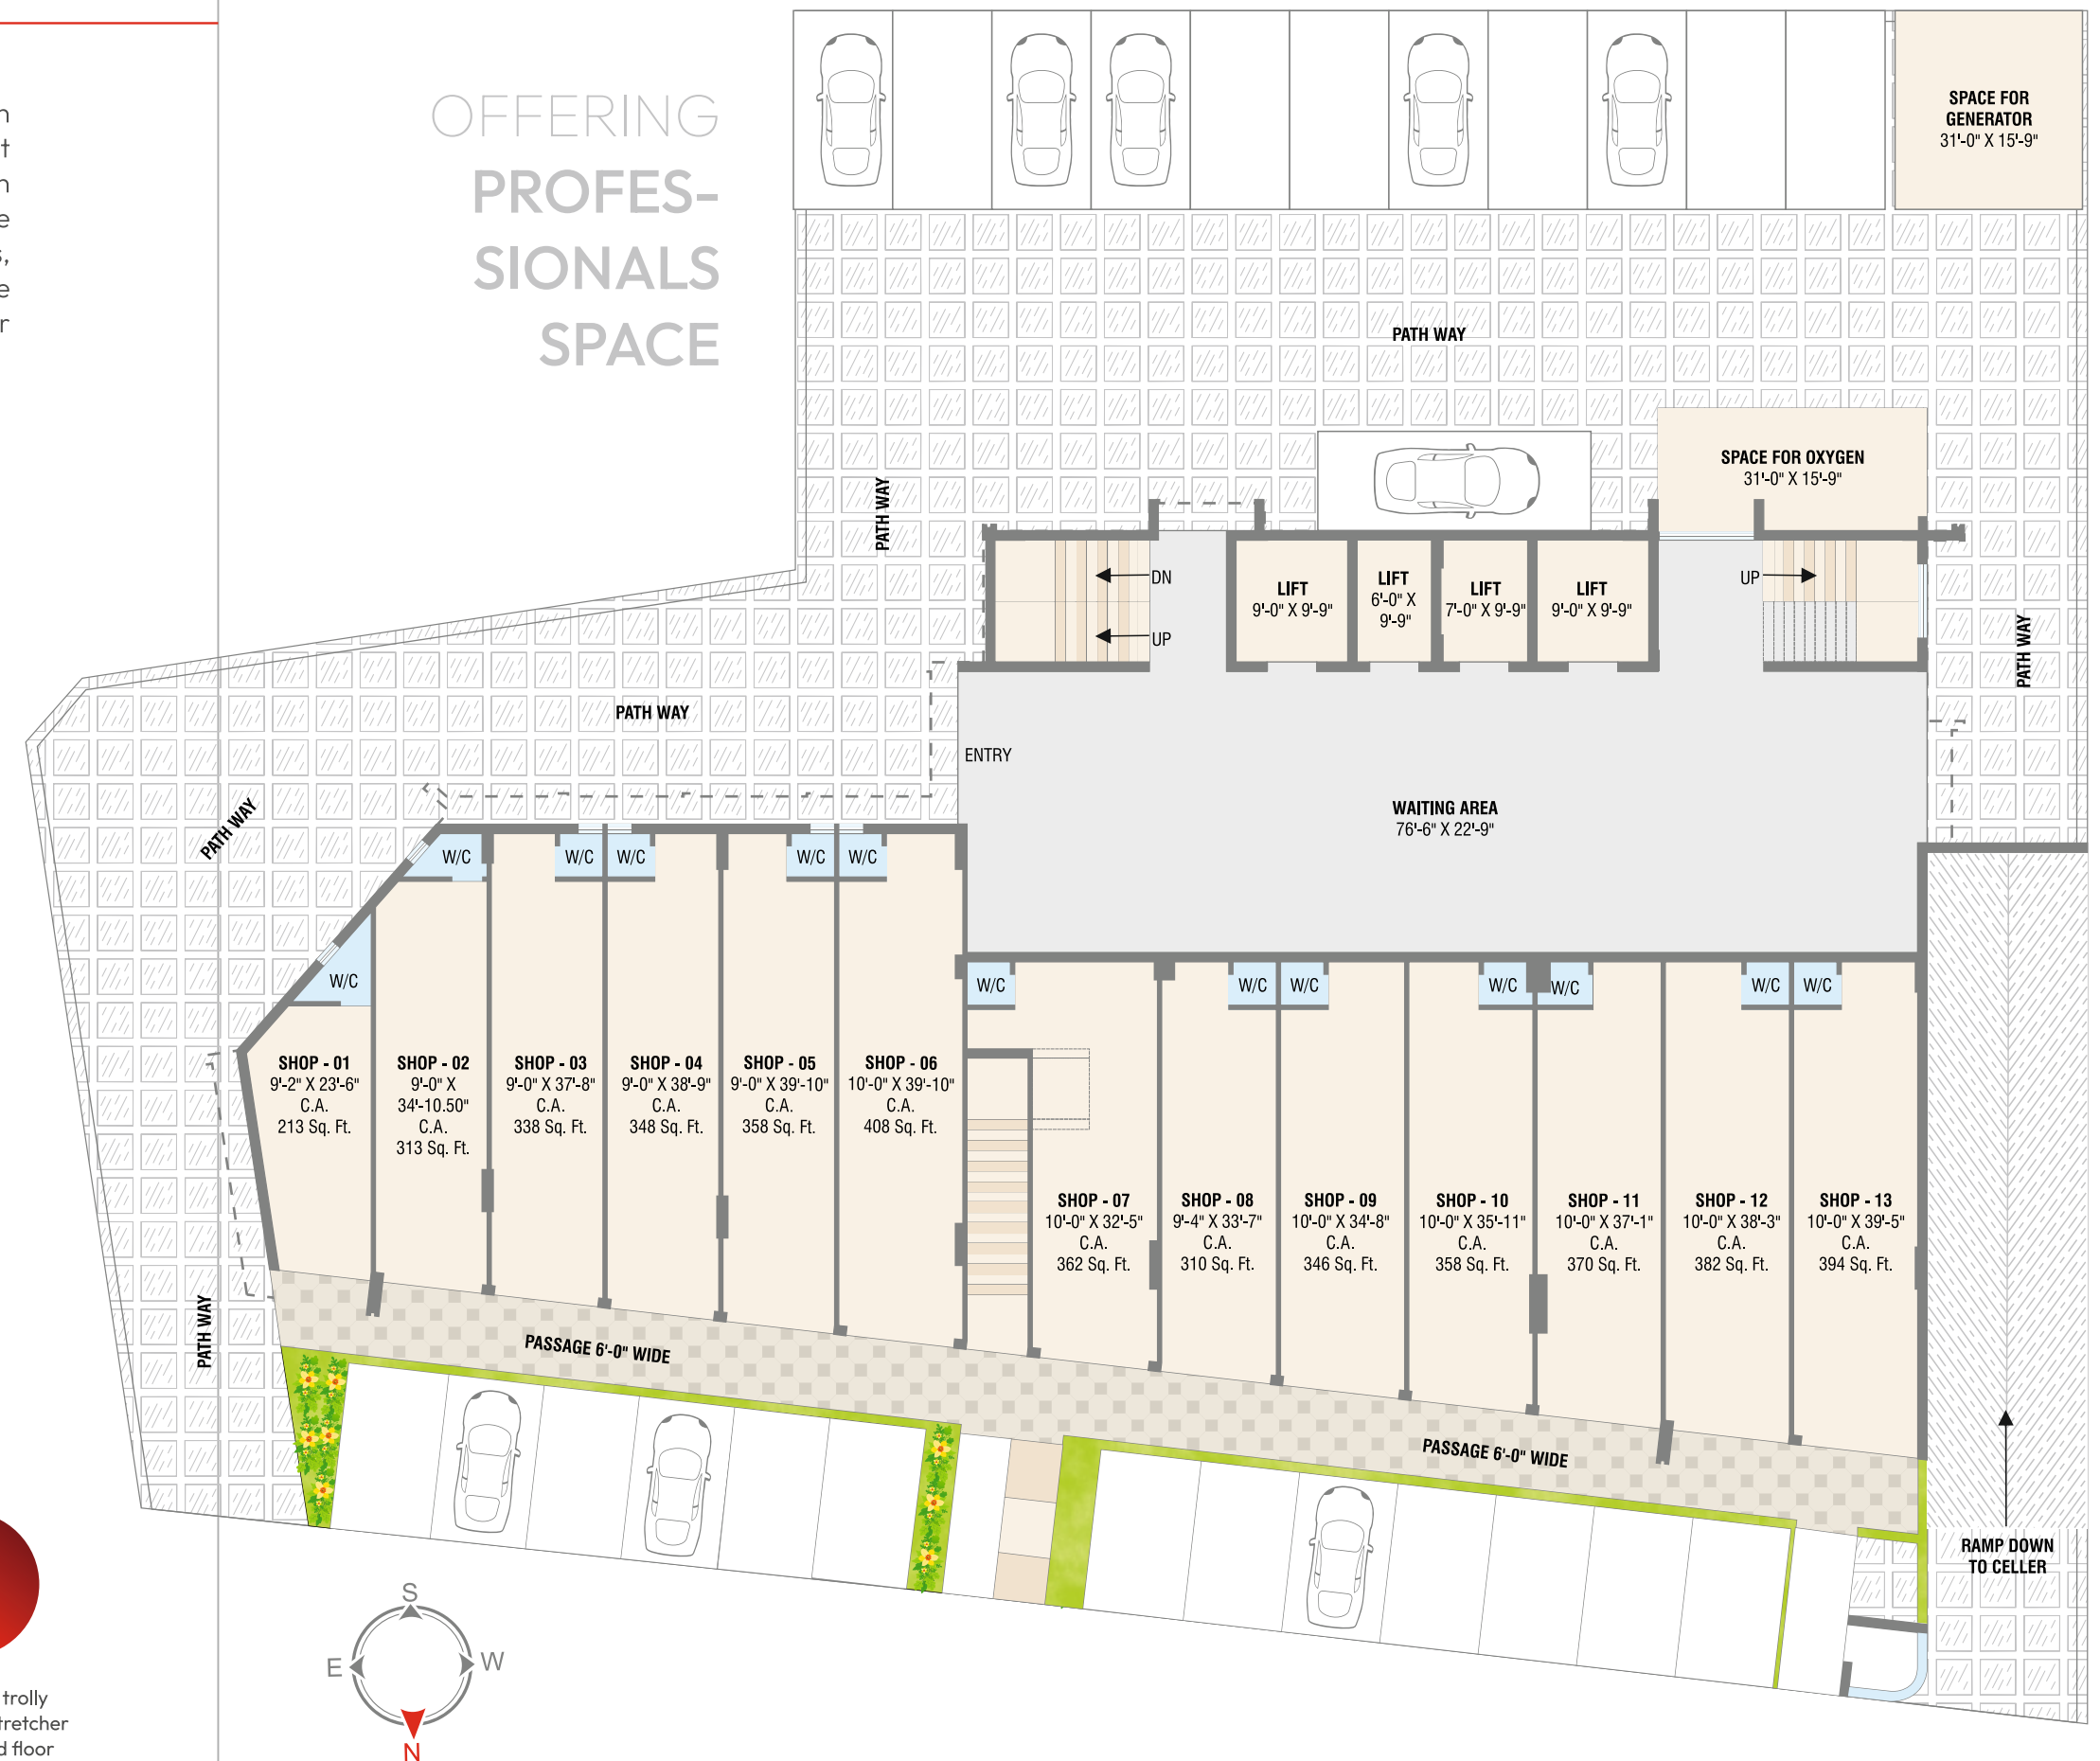 n
t
n
e
s,
e
r
OFFERING
PROFES-
SIONALS
SPACE
SPACE FOR
GENERATOR
31'-0" X 15'-9"
PATH WAY
SPACE FOR OXYGEN
31'-0" X 15'-9"
PATH WAY
DN
UP
LIFT
9'-0" X 9'-9"
LIFT
6'-0" X
9'-9"
LIFT
7'-0" X 9'-9"
LIFT
9'-0" X 9'-9"
UP
PATH WAY
PATH WAY
ENTRY
WAITING AREA
76'-6" X 22'-9"
PATH WAY
W/C
W/C
W/C
W/C
W/C
W/C
W/C
W/C
W/C
W/C
W/C
W/C
W/C
SHOP - 01
9'-2" X 23'-6"
C.A.
213 Sq. Ft.
SHOP - 02
9'-0" X
34'-10.50"
C.A.
313 Sq. Ft.
SHOP - 03
9'-0" X 37'-8"
C.A.
338 Sq. Ft.
SHOP - 04
9'-0" X 38'-9"
C.A.
348 Sq. Ft.
SHOP - 05
9'-0" X 39'-10"
C.A.
358 Sq. Ft.
SHOP - 06
10'-0" X 39'-10"
C.A.
408 Sq. Ft.
SHOP - 07
10'-0" X 32'-5"
C.A.
362 Sq. Ft.
SHOP - 08
9'-4" X 33'-7"
C.A.
310 Sq. Ft.
SHOP - 09
10'-0" X 34'-8"
C.A.
346 Sq. Ft.
SHOP - 10
10'-0" X 35'-11"
C.A.
358 Sq. Ft.
SHOP - 11
10'-0" X 37'-1"
C.A.
370 Sq. Ft.
SHOP - 12
10'-0" X 38'-3"
C.A.
382 Sq. Ft.
SHOP - 13
10'-0" X 39'-5"
C.A.
394 Sq. Ft.
PATH WAY
PASSAGE 6'-0" WIDE
PASSAGE 6'-0" WIDE
RAMP DOWN
TO CELLER
S
E
W
N
trolly
tretcher
d floor